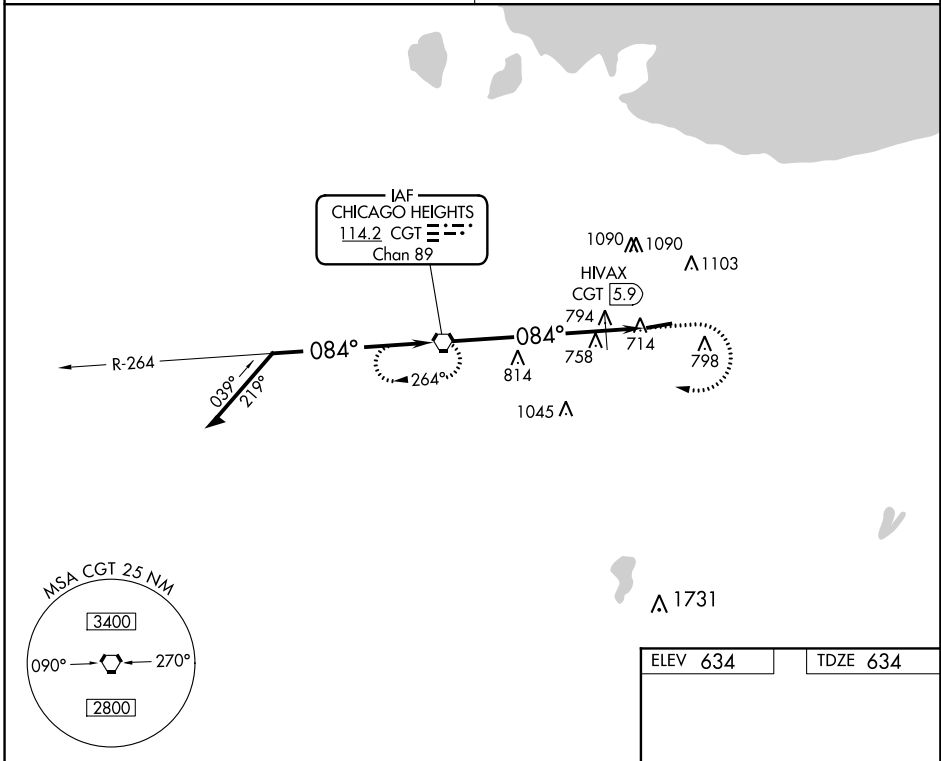 IAF
CHICAGO HEIGHTS
114.2 CGT
Chan 89
1090 1090
1103
HIVAX
CGT 5.9
794
R-264
084°
084°
758
714
798
264°
814
039°
219°
1045
MSA CGT 25 NM
3400
090° 270°
2800
1731
ELEV 634 TDZE 634